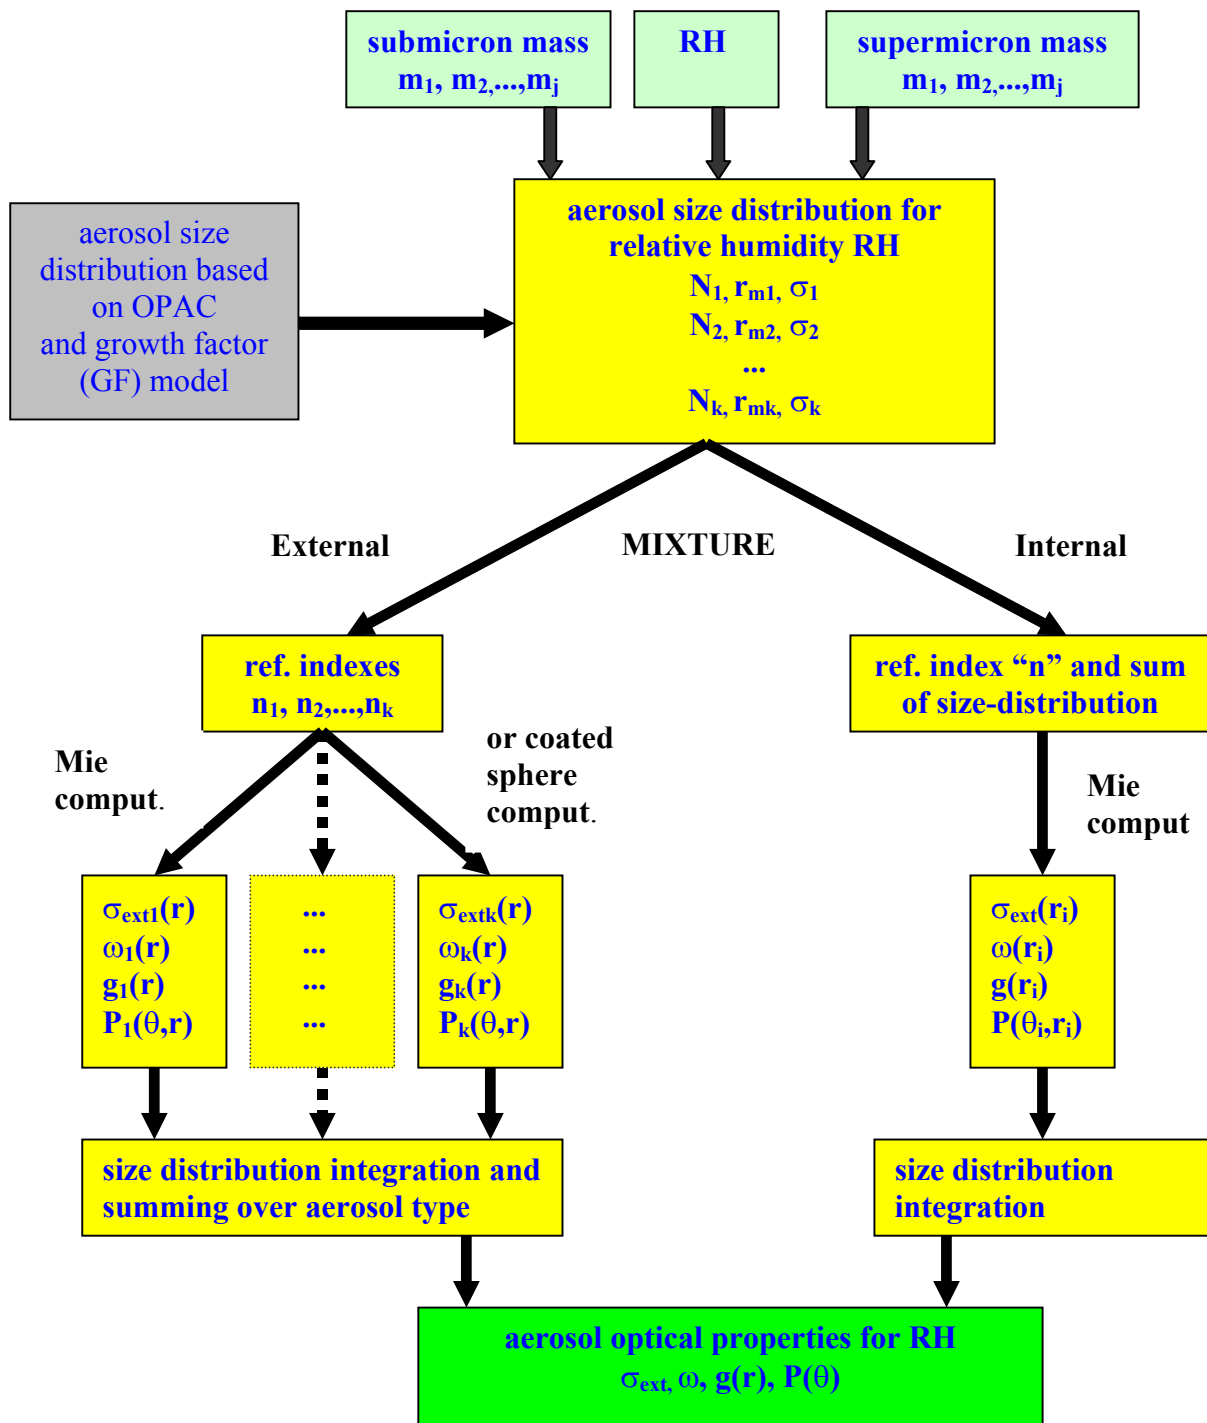 submicron mass
m₁, m₂,...,mⱼ
RH
supermicron mass
m₁, m₂,...,mⱼ
aerosol size
distribution based
on OPAC
and growth factor
(GF) model
aerosol size distribution for
relative humidity RH
N₁, rₘ₁, σ₁
N₂, rₘ₂, σ₂
...
Nₖ, rₘₖ, σₖ
External
MIXTURE
Internal
ref. indexes
n₁, n₂,...,nₖ
ref. index “n” and sum
of size-distribution
Mie
comput.
or coated
sphere
comput.
Mie
comput
σₑₓₜ₁(r)
ω₁(r)
g₁(r)
P₁(θ,r)
...
...
...
...
σₑₓₜₖ(r)
ωₖ(r)
gₖ(r)
Pₖ(θ,r)
σₑₓₜ(rᵢ)
ω(rᵢ)
g(rᵢ)
P(θᵢ,rᵢ)
size distribution integration and
summing over aerosol type
size distribution
integration
aerosol optical properties for RH
σₑₓₜ, ω, g(r), P(θ)